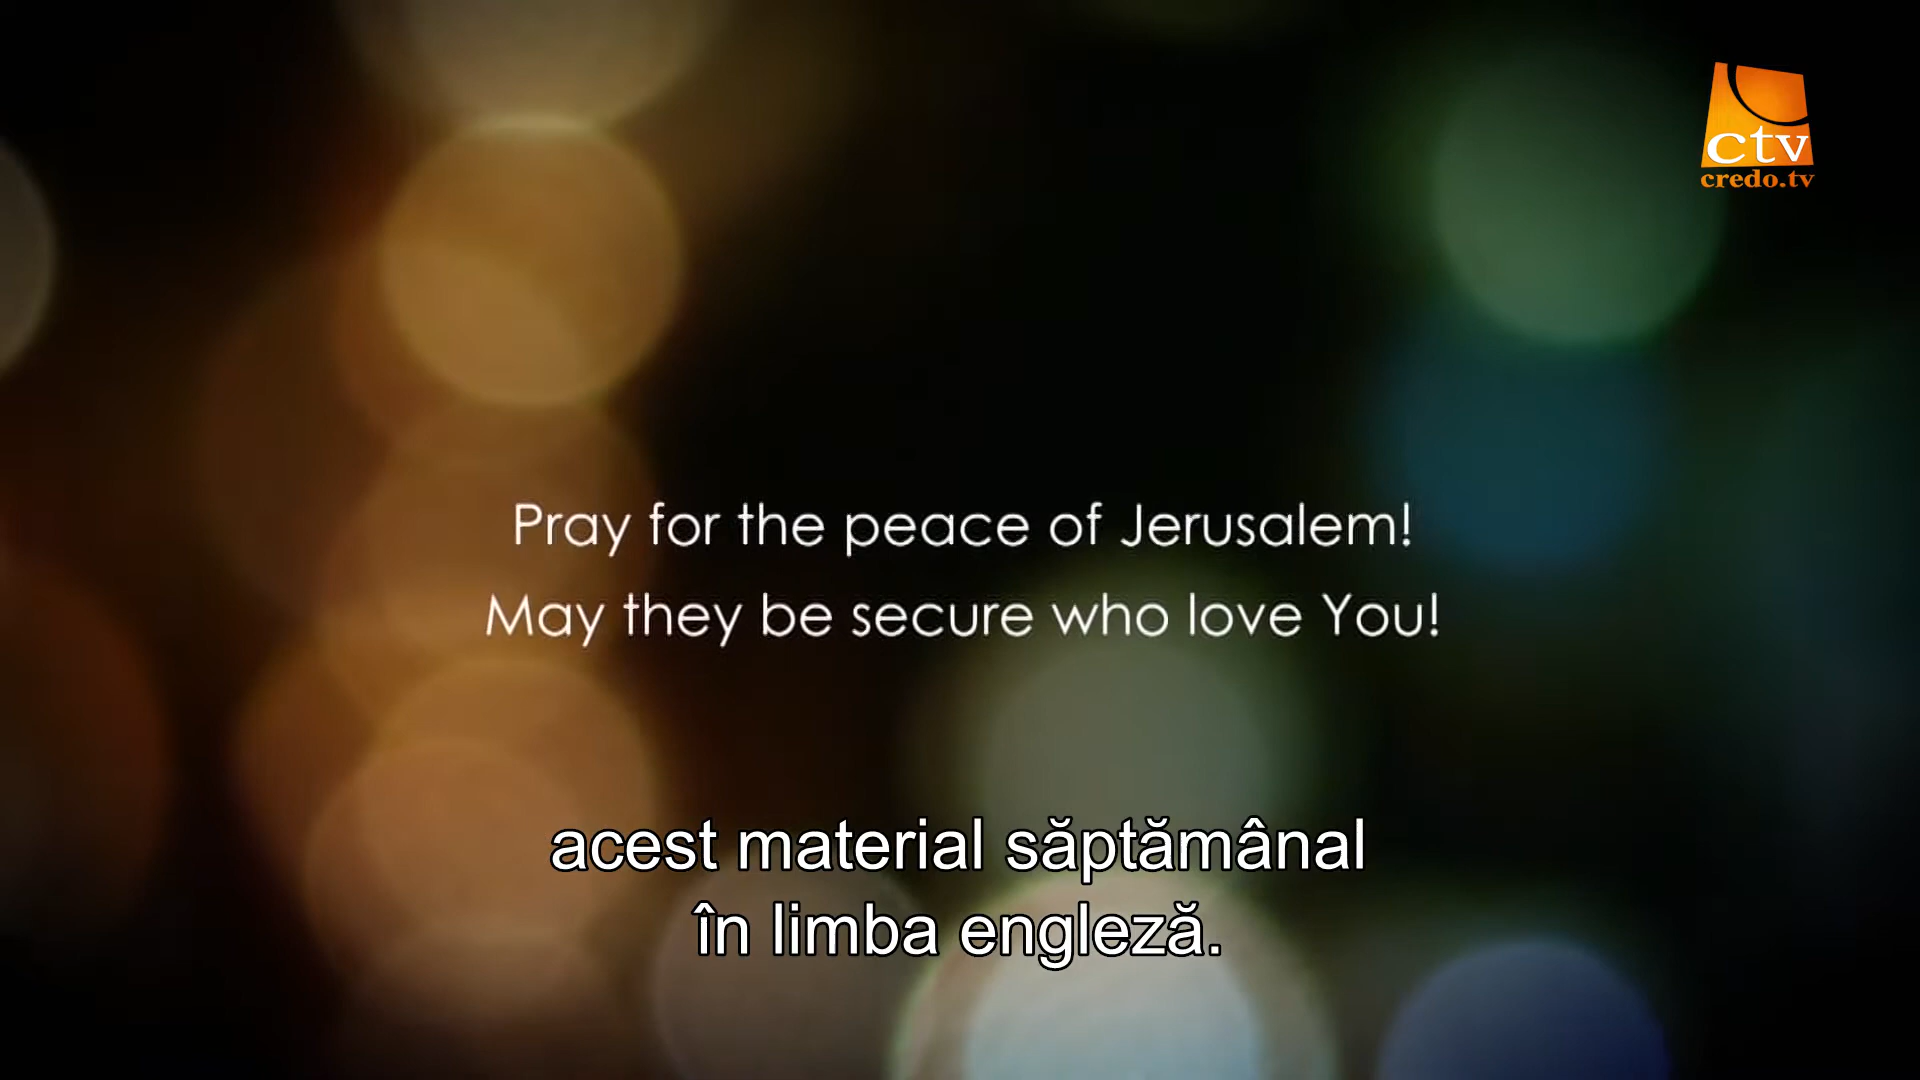 ctv
credo.tv
Pray for the peace of Jerusalem!
May they be secure who love You!
acest material săptămânal
în limba engleză.